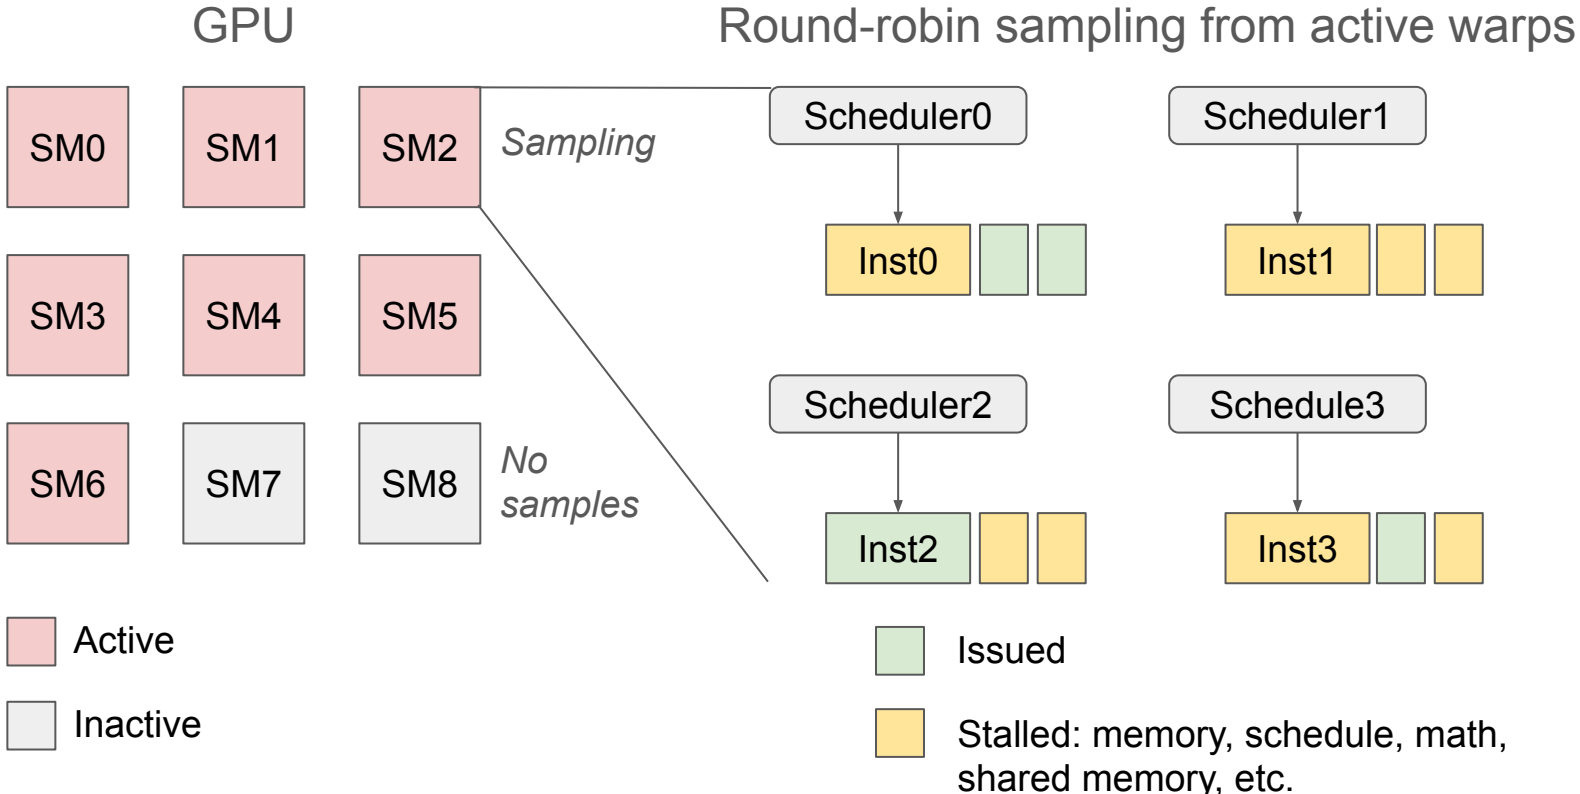 GPU
Round-robin sampling from active warps
SM0
SM1
SM2
Sampling
Scheduler0
Scheduler1
Inst0
Inst1
SM3
SM4
SM5
Scheduler2
Schedule3
SM6
SM7
SM8
No
samples
Inst2
Inst3
Active
Inactive
Issued
Stalled: memory, schedule, math,
shared memory, etc.